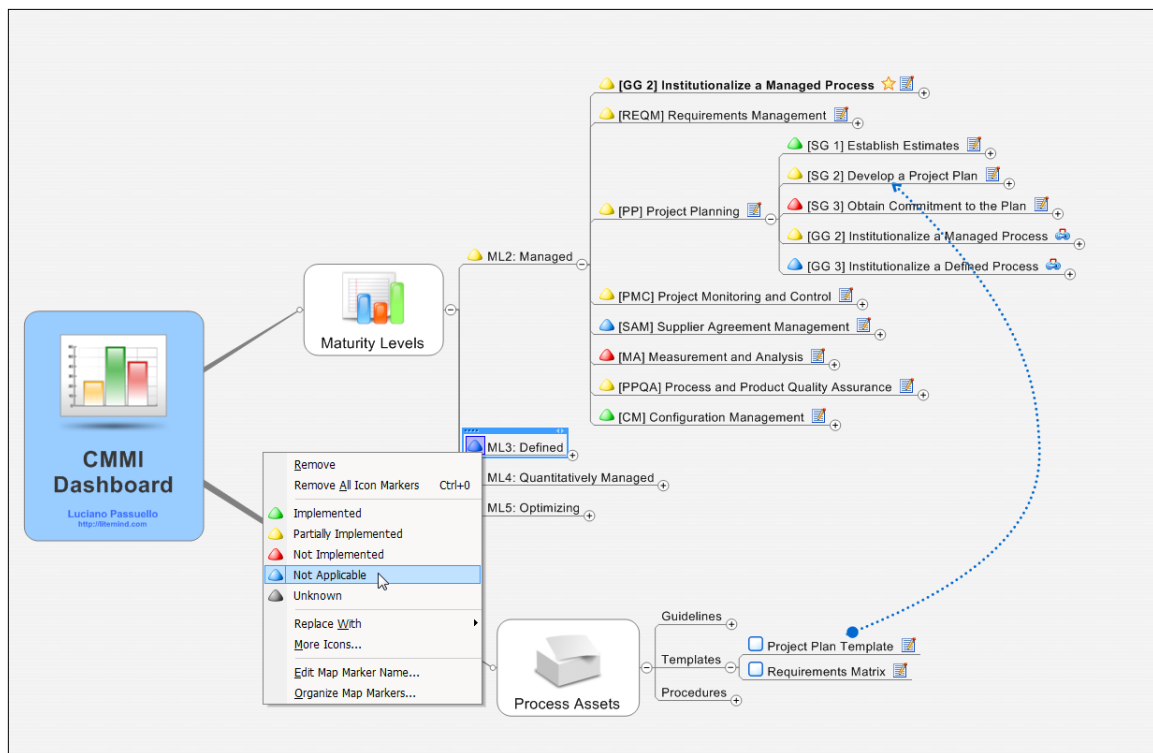 [GG 2] Institutionalize a Managed Process
[REQM] Requirements Management
[SG 1] Establish Estimates
[SG 2] Develop a Project Plan
[PP] Project Planning
[SG 3] Obtain Commitment to the Plan
[GG 2] Institutionalize a Managed Process
[GG 3] Institutionalize a Defined Process
ML2: Managed
[PMC] Project Monitoring and Control
[SAM] Supplier Agreement Management
Maturity Levels
[MA] Measurement and Analysis
[PPQA] Process and Product Quality Assurance
[CM] Configuration Management
CMMI
Dashboard
Luciano Passuello
http://litemind.com
ML3: Defined
ML4: Quantitatively Managed
ML5: Optimizing
Remove
Remove All Icon Markers Ctrl+0
Implemented
Partially Implemented
Not Implemented
Not Applicable
Unknown
Replace With
More Icons...
Edit Map Marker Name...
Organize Map Markers...
Process Assets
Guidelines
Templates
Project Plan Template
Requirements Matrix
Procedures